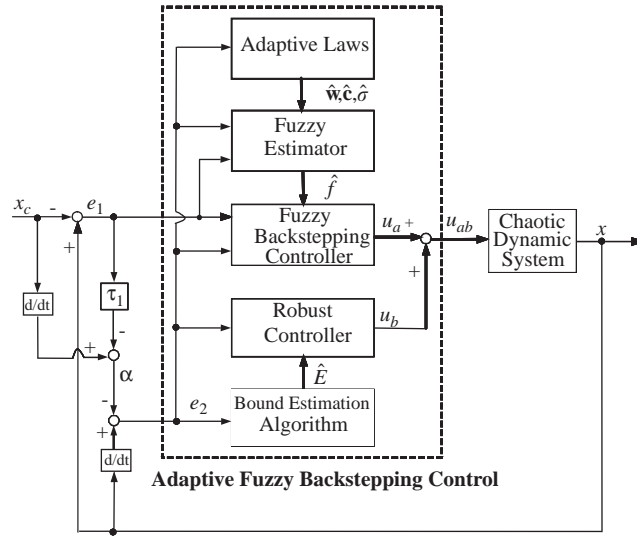 Adaptive Laws
ŵ,ĉ,σ̂
Fuzzy
Estimator
f̂
x_c
-
e_1
+
Fuzzy
Backstepping
Controller
u_a
+
u_ab
Chaotic
Dynamic
System
x
+
d/dt
τ_1
-
+
α
Robust
Controller
u_b
Ê
-
e_2
+
Bound Estimation
Algorithm
d/dt
Adaptive Fuzzy Backstepping Control